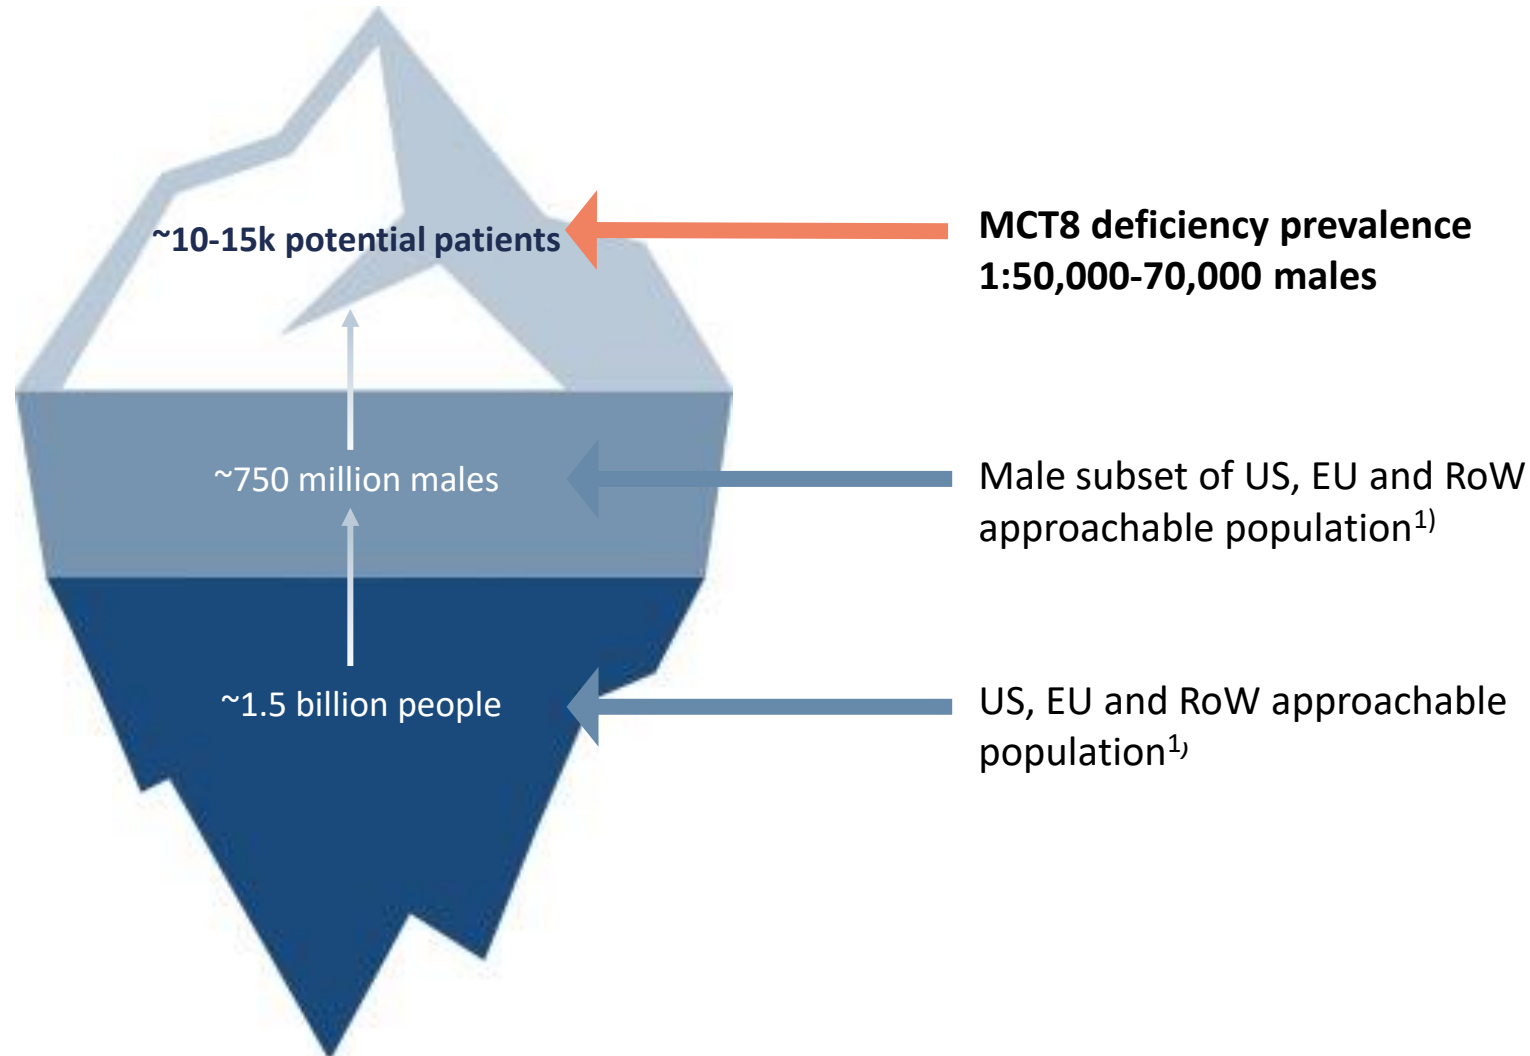 ~10-15k potential patients
MCT8 deficiency prevalence
1:50,000-70,000 males
~750 million males
Male subset of US, EU and RoW
approachable population1)
~1.5 billion people
US, EU and RoW approachable
population1)